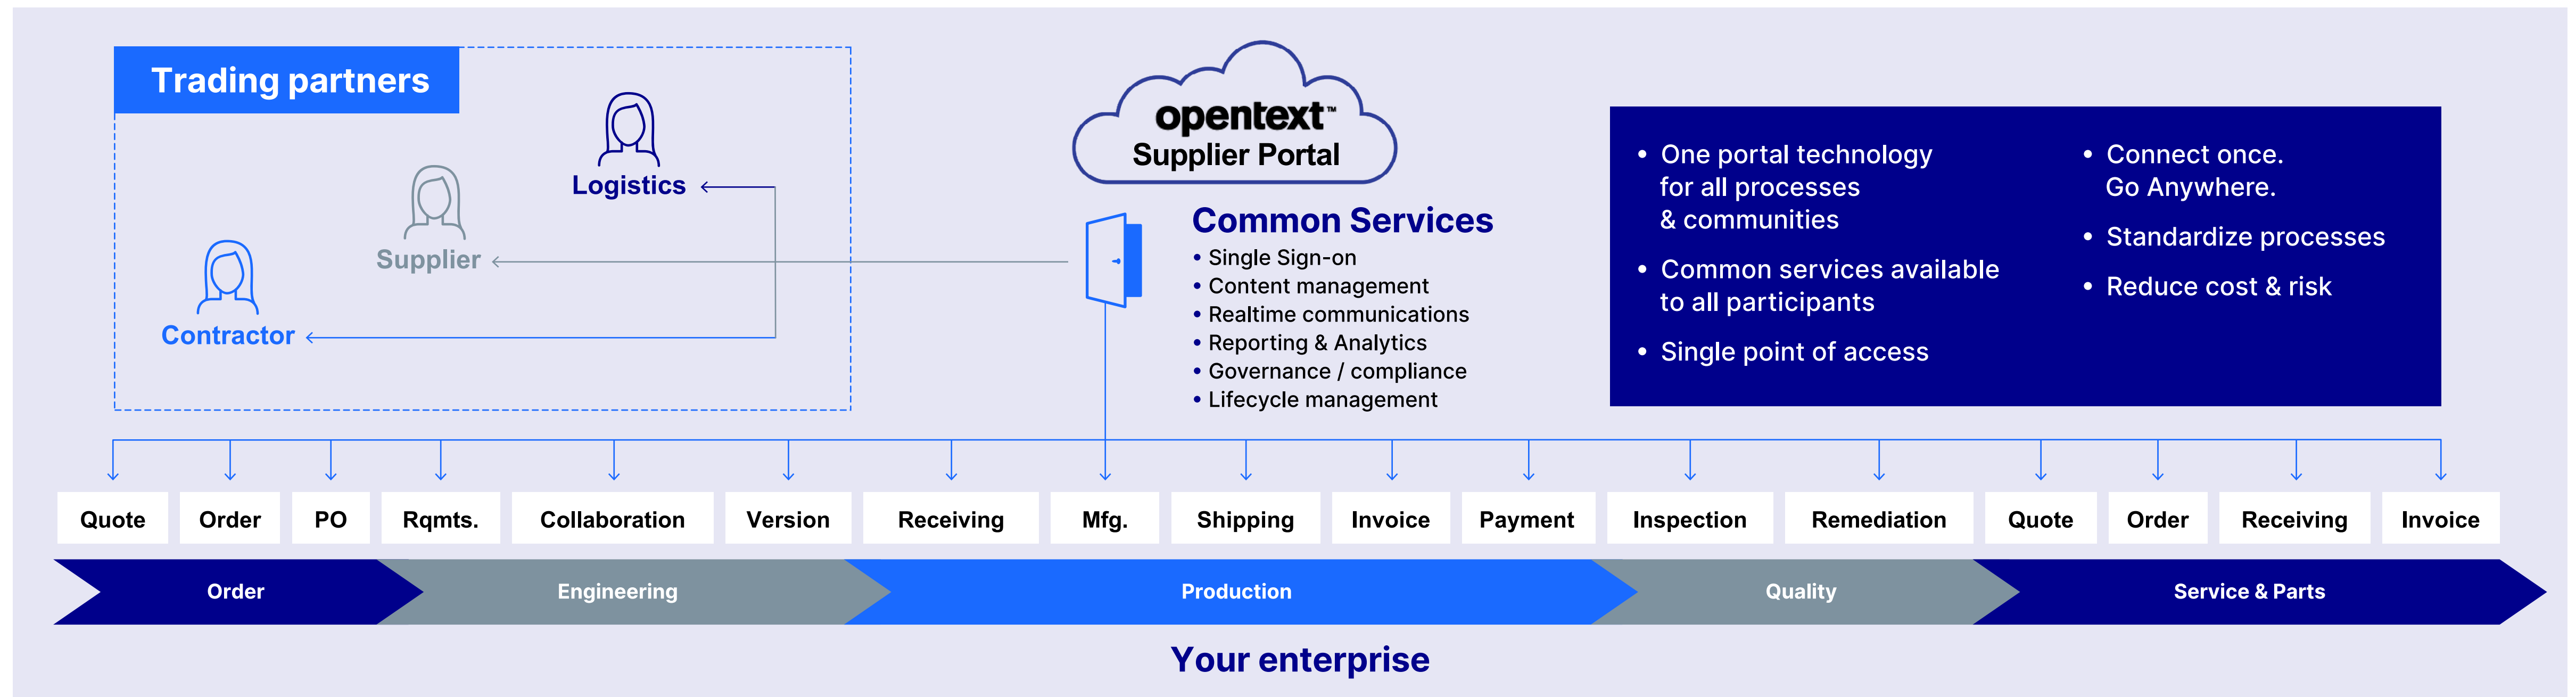 Trading partners
Logistics
Supplier
Contractor
opentext™
Supplier Portal
Common Services
• Single Sign-on
• Content management
• Realtime communications
• Reporting & Analytics
• Governance / compliance
• Lifecycle management
• One portal technology
for all processes
& communities
• Common services available
to all participants
• Single point of access
• Connect once.
Go Anywhere.
• Standardize processes
• Reduce cost & risk
Quote Order PO Rqmts. Collaboration Version Receiving Mfg. Shipping Invoice Payment Inspection Remediation Quote Order Receiving Invoice
Order Engineering Production Quality Service & Parts
Your enterprise